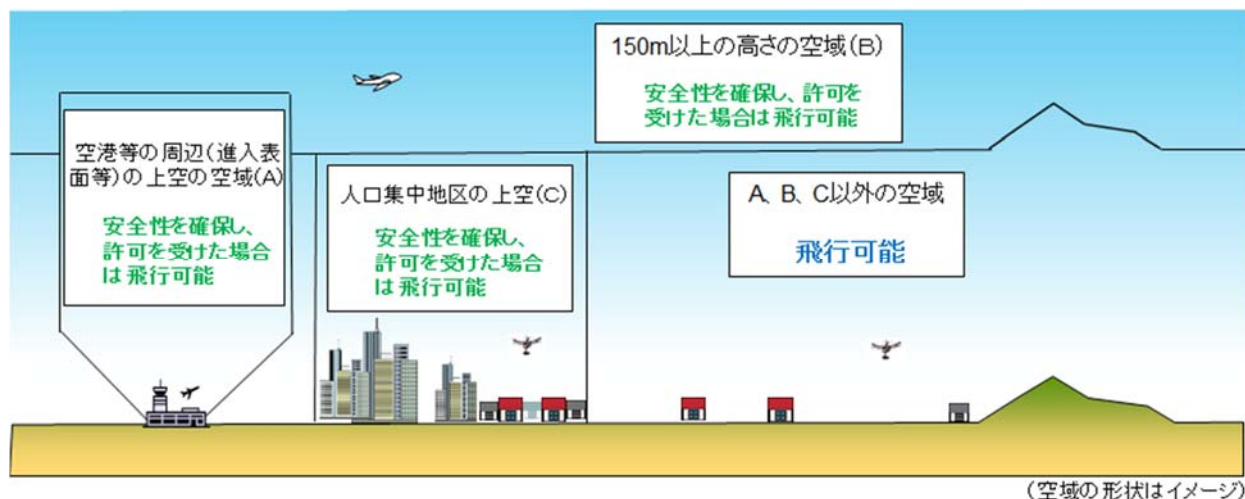 150m以上の高さの空域(B)
安全性を確保し、許可を
受けた場合は飛行可能
空港等の周辺(進入表
面等)の上空の空域(A)
安全性を確保し、
許可を受けた場合
は飛行可能
人口集中地区の上空(C)
安全性を確保し、
許可を受けた場合
は飛行可能
A、B、C以外の空域
飛行可能
(空域の形状はイメージ)